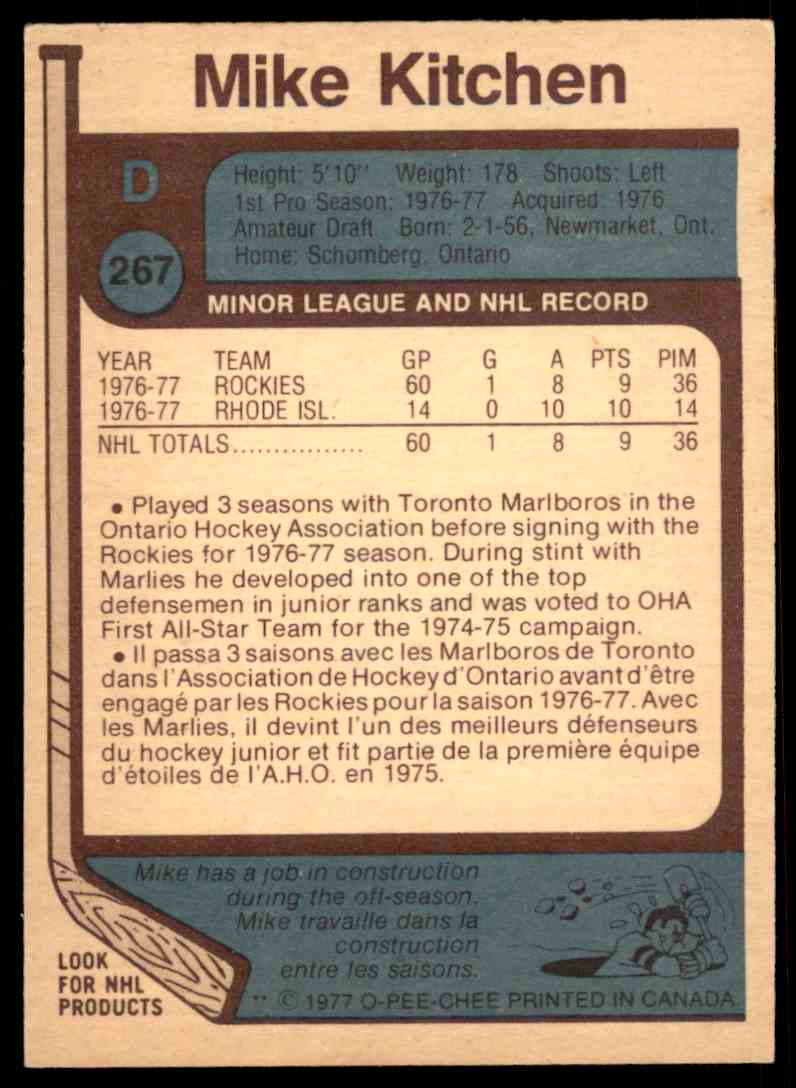 Mike Kitchen
D
267
Height: 5'10" Weight: 178 Shoots: Left
1st Pro Season: 1976-77 Acquired: 1976
Amateur Draft Born: 2-1-56, Newmarket, Ont.
Home: Schomberg, Ontario
MINOR LEAGUE AND NHL RECORD
YEAR TEAM GP G A PTS PIM
1976-77 ROCKIES 60 1 8 9 36
1976-77 RHODE ISL. 14 0 10 10 14
NHL TOTALS................ 60 1 8 9 36
• Played 3 seasons with Toronto Marlboros in the
Ontario Hockey Association before signing with the
Rockies for 1976-77 season. During stint with
Marlies he developed into one of the top
defensemen in junior ranks and was voted to OHA
First All-Star Team for the 1974-75 campaign.
• Il passa 3 saisons avec les Marlboros de Toronto
dans l'Association de Hockey d'Ontario avant d'être
engagé par les Rockies pour la saison 1976-77. Avec
les Marlies, il devint l'un des meilleurs défenseurs
du hockey junior et fit partie de la première équipe
d'étoiles de l'A.H.O. en 1975.
Mike has a job in construction
during the off-season.
Mike travaille dans la
construction
entre les saisons.
LOOK
FOR NHL
PRODUCTS
** © 1977 O-PEE-CHEE PRINTED IN CANADA.